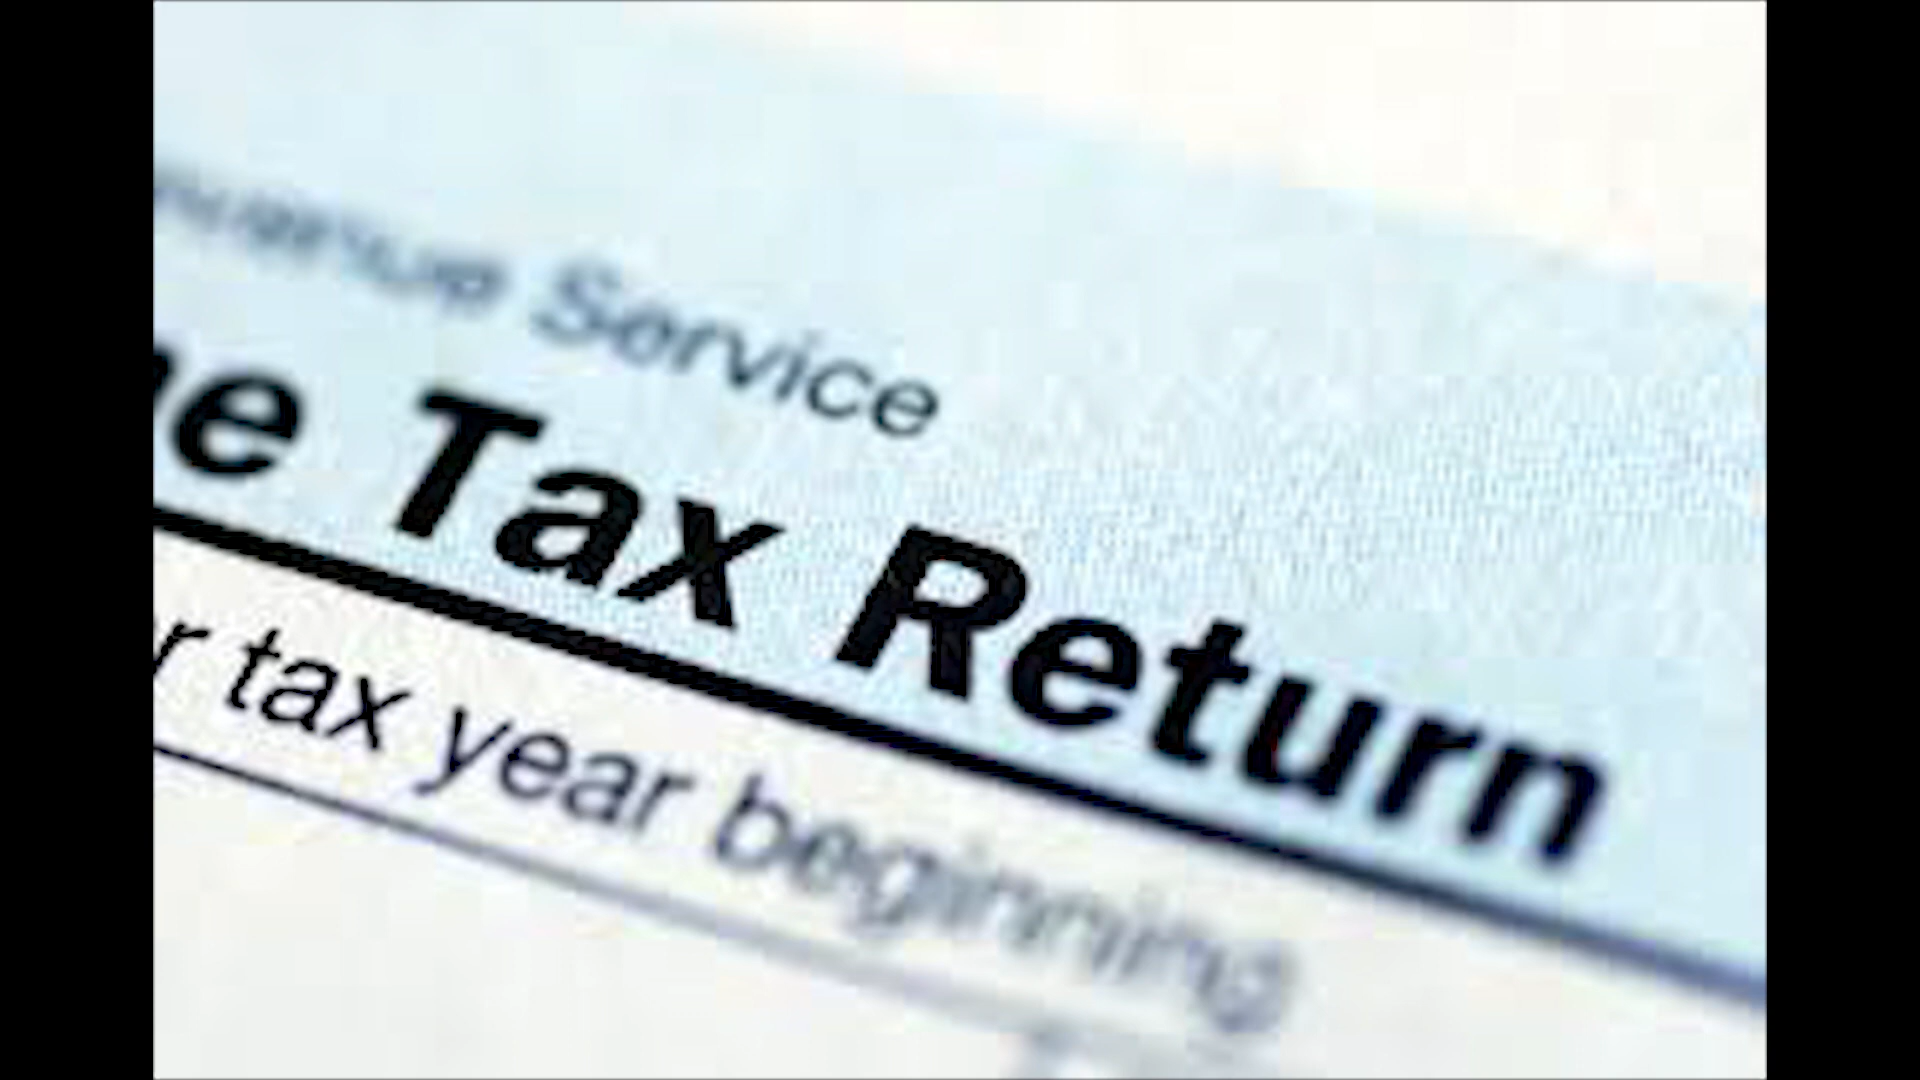 Service
e Tax Return
r tax year beginning